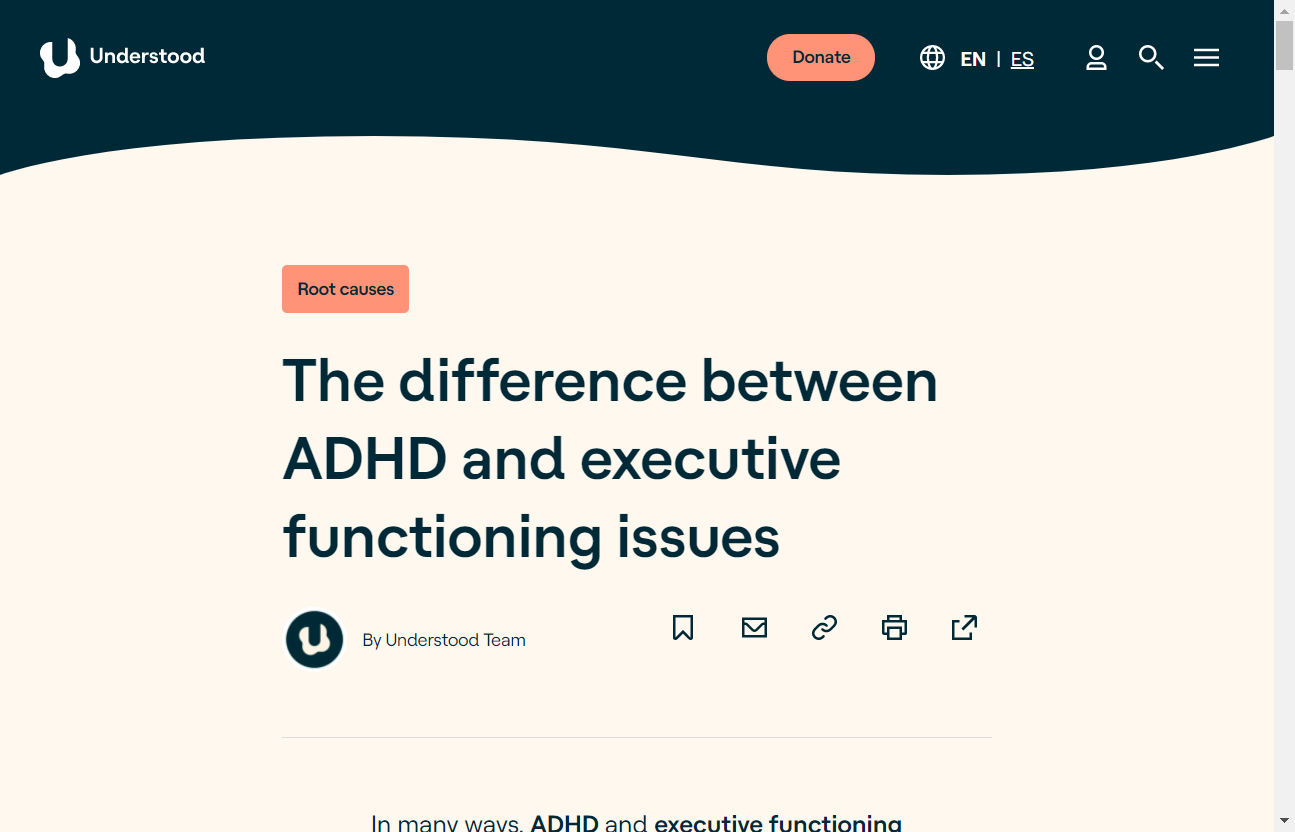 Understood
Donate
EN | ES
Root causes
The difference between
ADHD and executive
functioning issues
By Understood Team
In many ways, ADHD and executive functioning